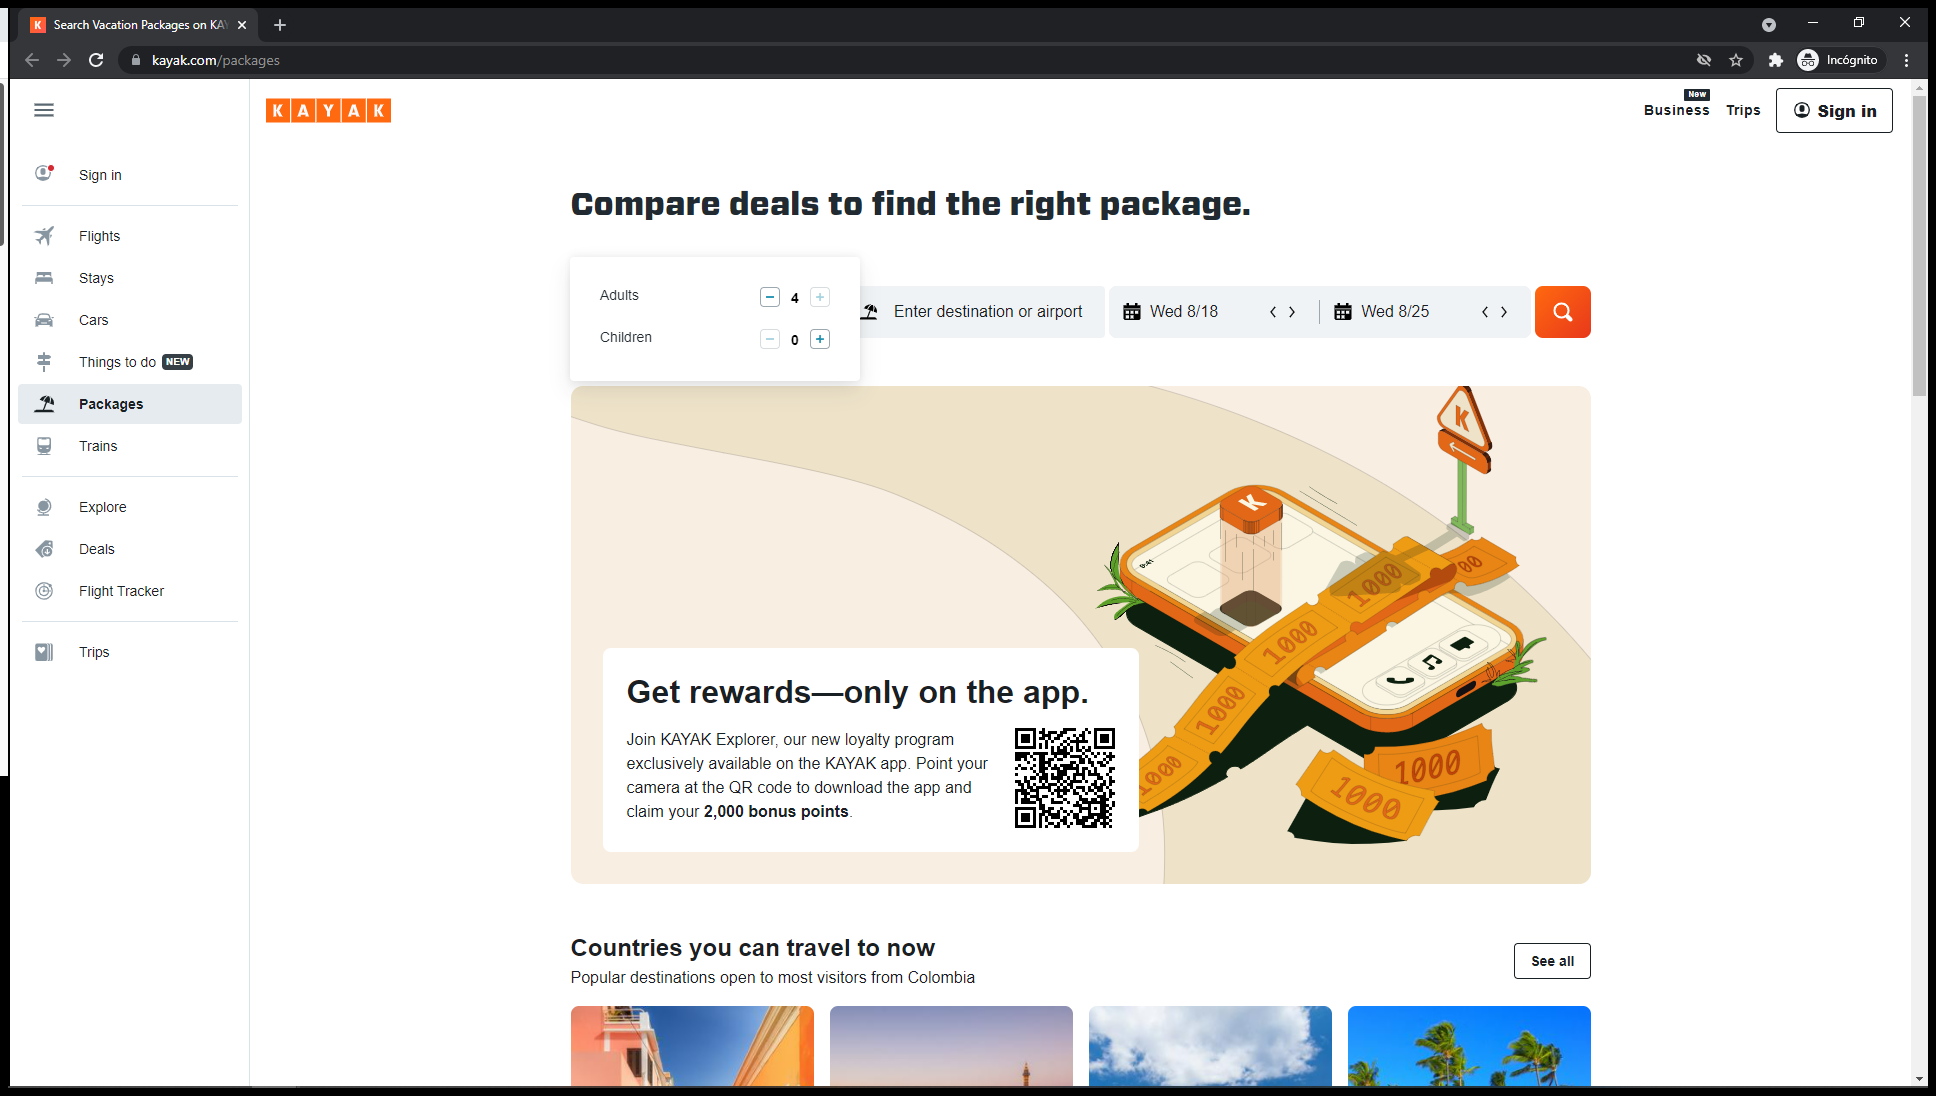 Search Vacation Packages on KAY
kayak.com/packages
Incógnito
KAYAK
New
Business
Trips
Sign in
Sign in
Flights
Stays
Cars
Things to do NEW
Packages
Trains
Explore
Deals
Flight Tracker
Trips
Compare deals to find the right package.
Adults 4
Children 0
Enter destination or airport
Wed 8/18
Wed 8/25
Get rewards—only on the app.
Join KAYAK Explorer, our new loyalty program
exclusively available on the KAYAK app. Point your
camera at the QR code to download the app and
claim your 2,000 bonus points.
K
K
9:41
1000
00
1000
1000
1000
1000
1000
Countries you can travel to now
Popular destinations open to most visitors from Colombia
See all